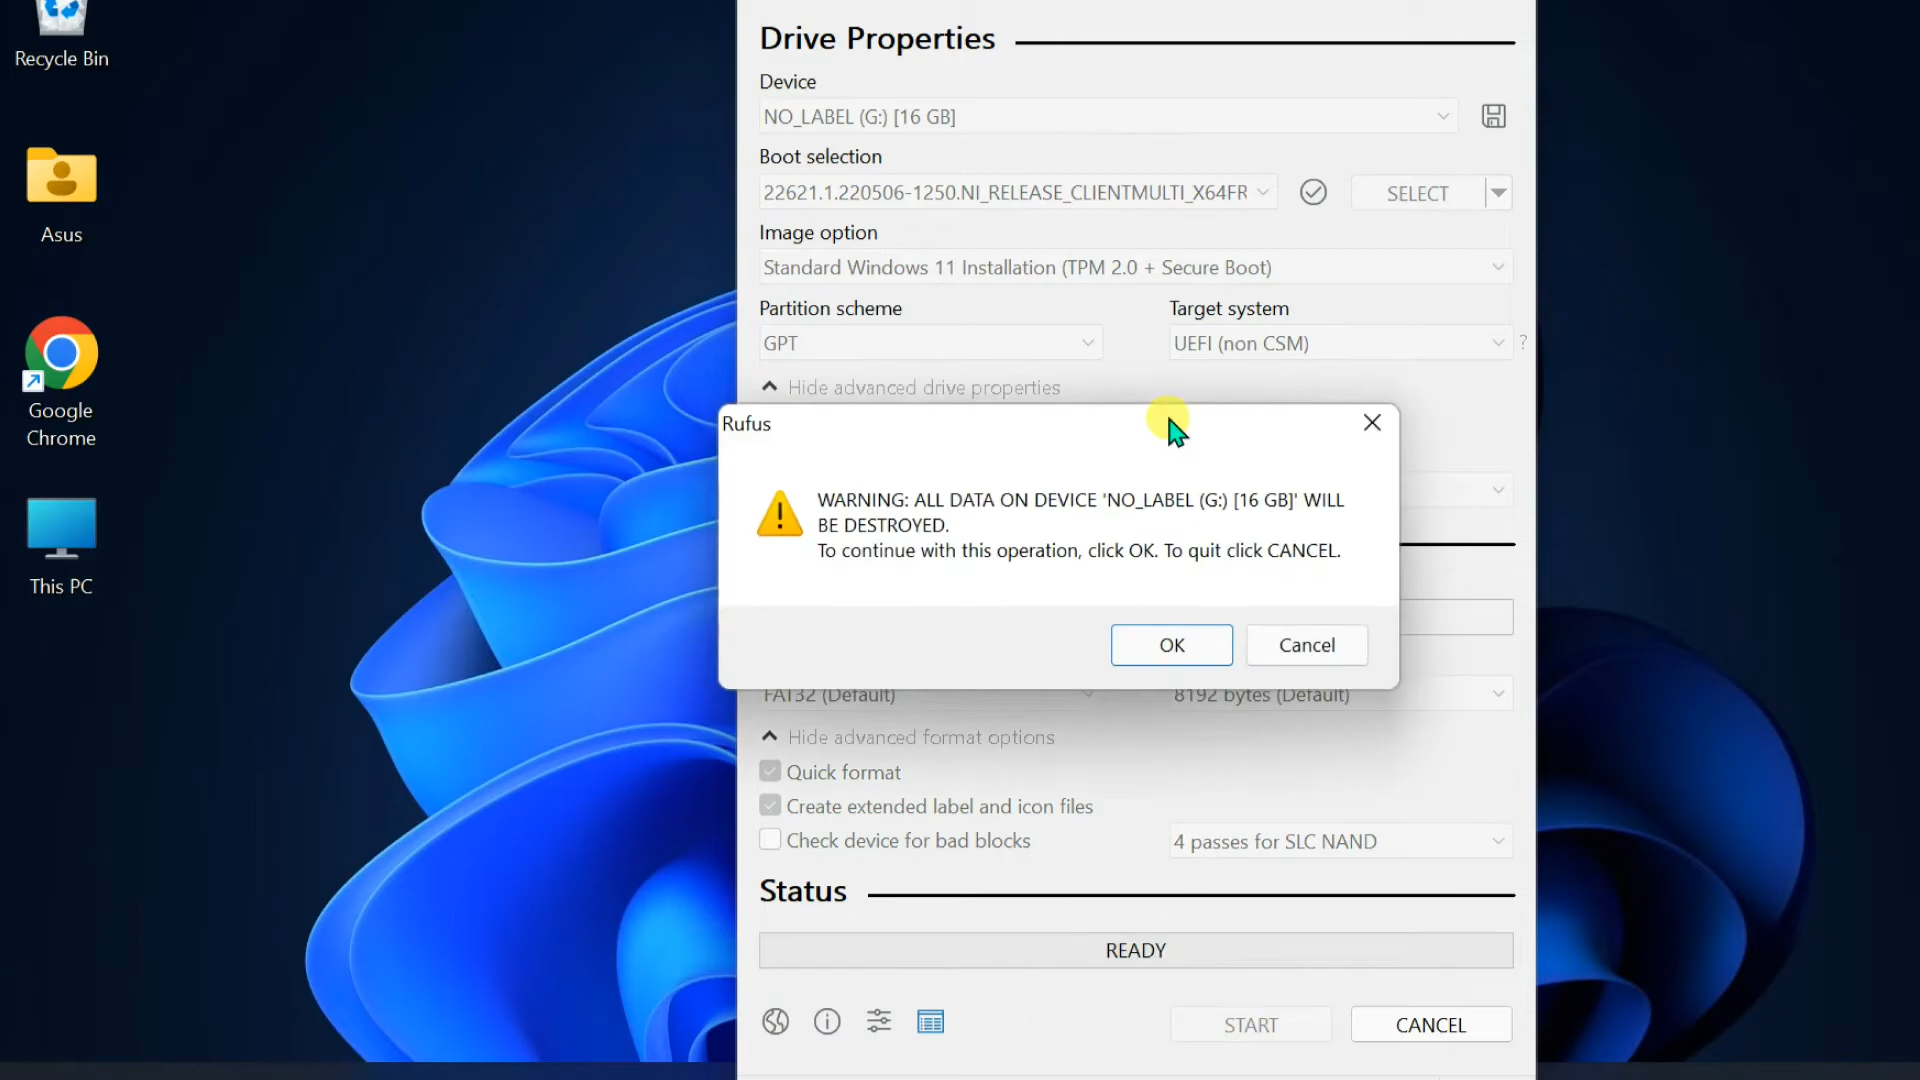 Recycle Bin
Asus
Google
Chrome
This PC
Drive Properties
Device
NO_LABEL (G:) [16 GB]
Boot selection
22621.1.220506-1250.NI_RELEASE_CLIENTMULTI_X64FR
SELECT
Image option
Standard Windows 11 Installation (TPM 2.0 + Secure Boot)
Partition scheme
Target system
GPT
UEFI (non CSM)
?
Hide advanced drive properties
Rufus
WARNING: ALL DATA ON DEVICE 'NO_LABEL (G:) [16 GB]' WILL
BE DESTROYED.
To continue with this operation, click OK. To quit click CANCEL.
OK
Cancel
FAT32 (Default)
8192 bytes (Default)
Hide advanced format options
Quick format
Create extended label and icon files
Check device for bad blocks
4 passes for SLC NAND
Status
READY
START
CANCEL